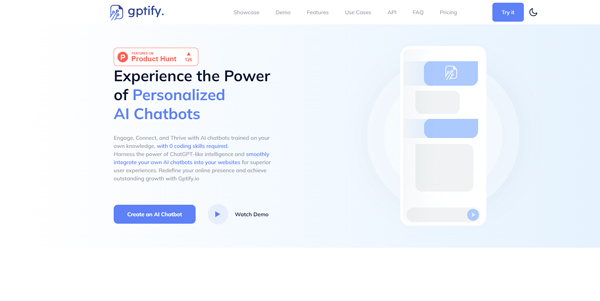 gptify.
Showcase Demo Features Use Cases API FAQ Pricing Try it
FEATURED ON
Product Hunt
▲
125
Experience the Power
of Personalized
AI Chatbots
Engage, Connect, and Thrive with AI chatbots trained on your
own knowledge, with 0 coding skills required.
Harness the power of ChatGPT-like intelligence and smoothly
integrate your own AI chatbots into your websites for superior
user experiences. Redefine your online presence and achieve
outstanding growth with Gptify.io
Create an AI Chatbot
Watch Demo